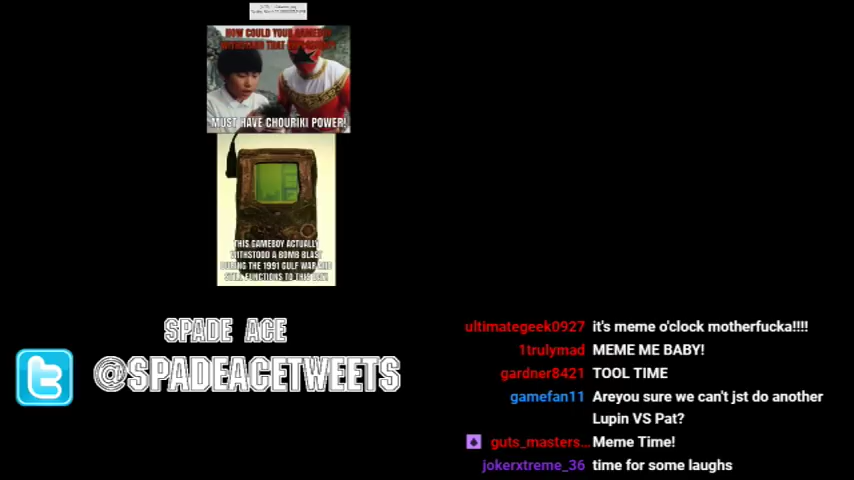 HOW COULD YOUR GAMEBOY
WITHSTAND THAT
MUST HAVE CHOURIKI POWER!
THIS GAMEBOY ACTUALLY
WITHSTOOD A BOMB BLAST
DURING THE 1991 GULF WAR AND
STILL FUNCTIONS TO THIS DAY!
SPADE ACE
@SPADEACETWEETS
ultimategeek0927 it's meme o'clock motherfucka!!!!
1trulymad MEME ME BABY!
gardner8421 TOOL TIME
gamefan11 Areyou sure we can't jst do another
Lupin VS Pat?
guts_masters... Meme Time!
jokerxtreme_36 time for some laughs